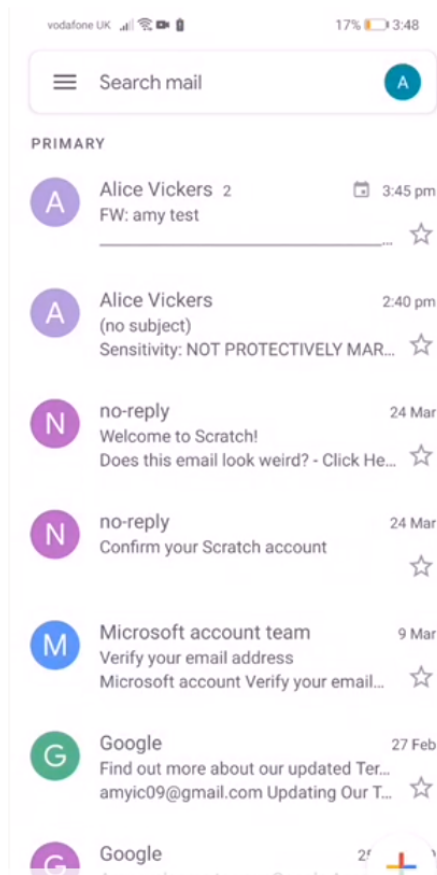 vodafone UK 17% 3:48
Search mail A
PRIMARY
A Alice Vickers 2 3:45 pm
FW: amy test
...
A Alice Vickers 2:40 pm
(no subject)
Sensitivity: NOT PROTECTIVELY MAR...
N no-reply 24 Mar
Welcome to Scratch!
Does this email look weird? - Click He...
N no-reply 24 Mar
Confirm your Scratch account
M Microsoft account team 9 Mar
Verify your email address
Microsoft account Verify your email...
G Google 27 Feb
Find out more about our updated Ter...
amyic09@gmail.com Updating Our T...
G Google